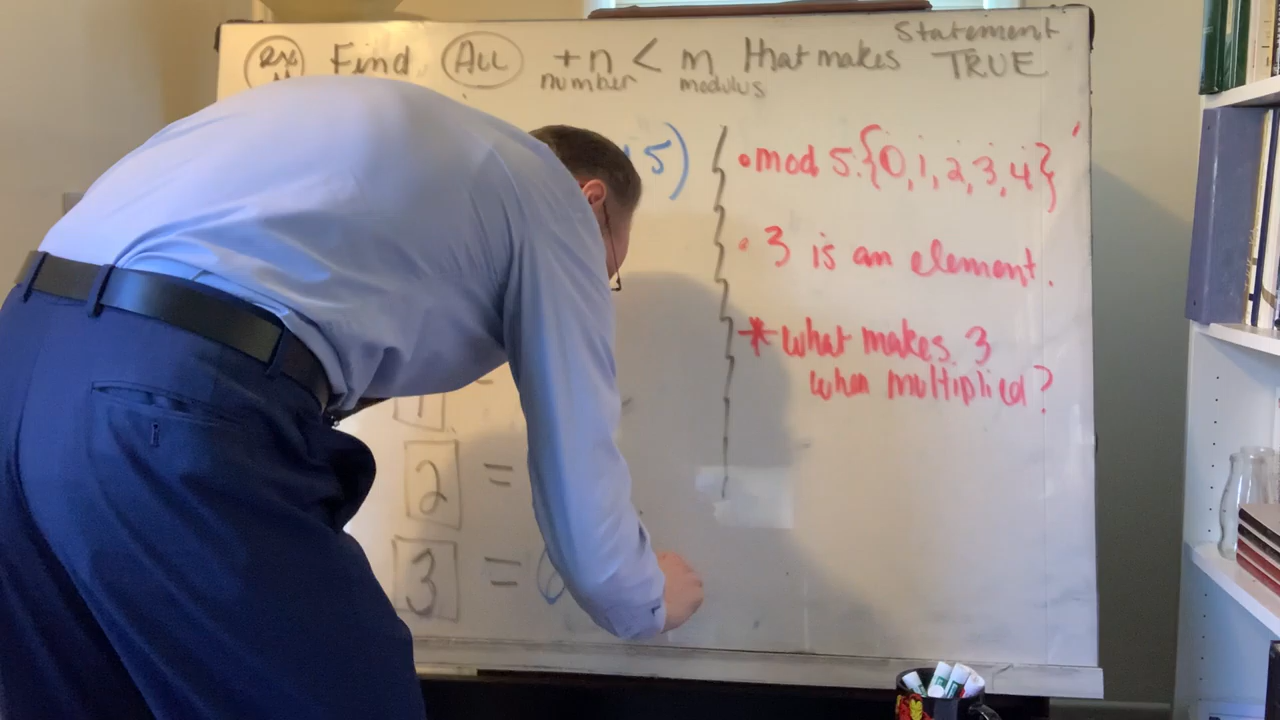 Statement
Ex Find ALL +n < m that makes TRUE
number modulus
5)
• mod 5: {0, 1, 2, 3, 4}
• 3 is an element.
* What makes 3
when multiplied?
1
2 =
3 =